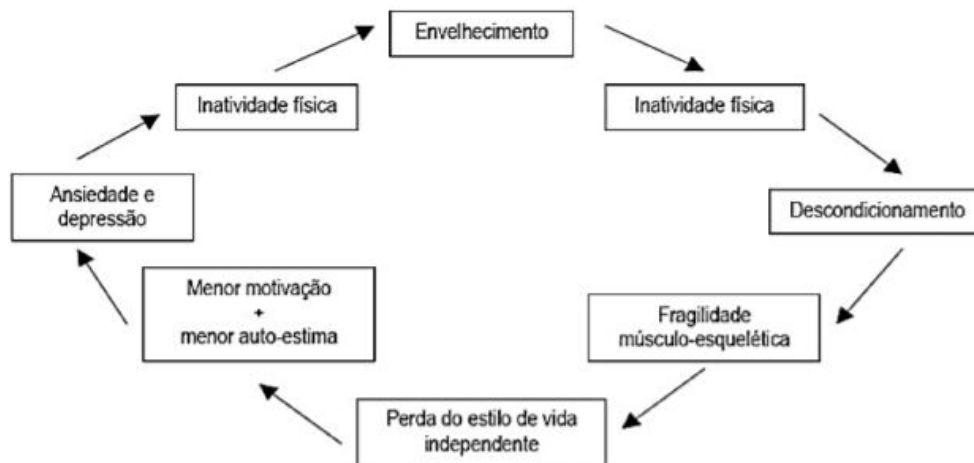 Envelhecimento
Inatividade física
Inatividade física
Ansiedade e
depressão
Descondicionamento
Menor motivação
+
menor auto-estima
Fragilidade
músculo-esquelética
Perda do estilo de vida
independente